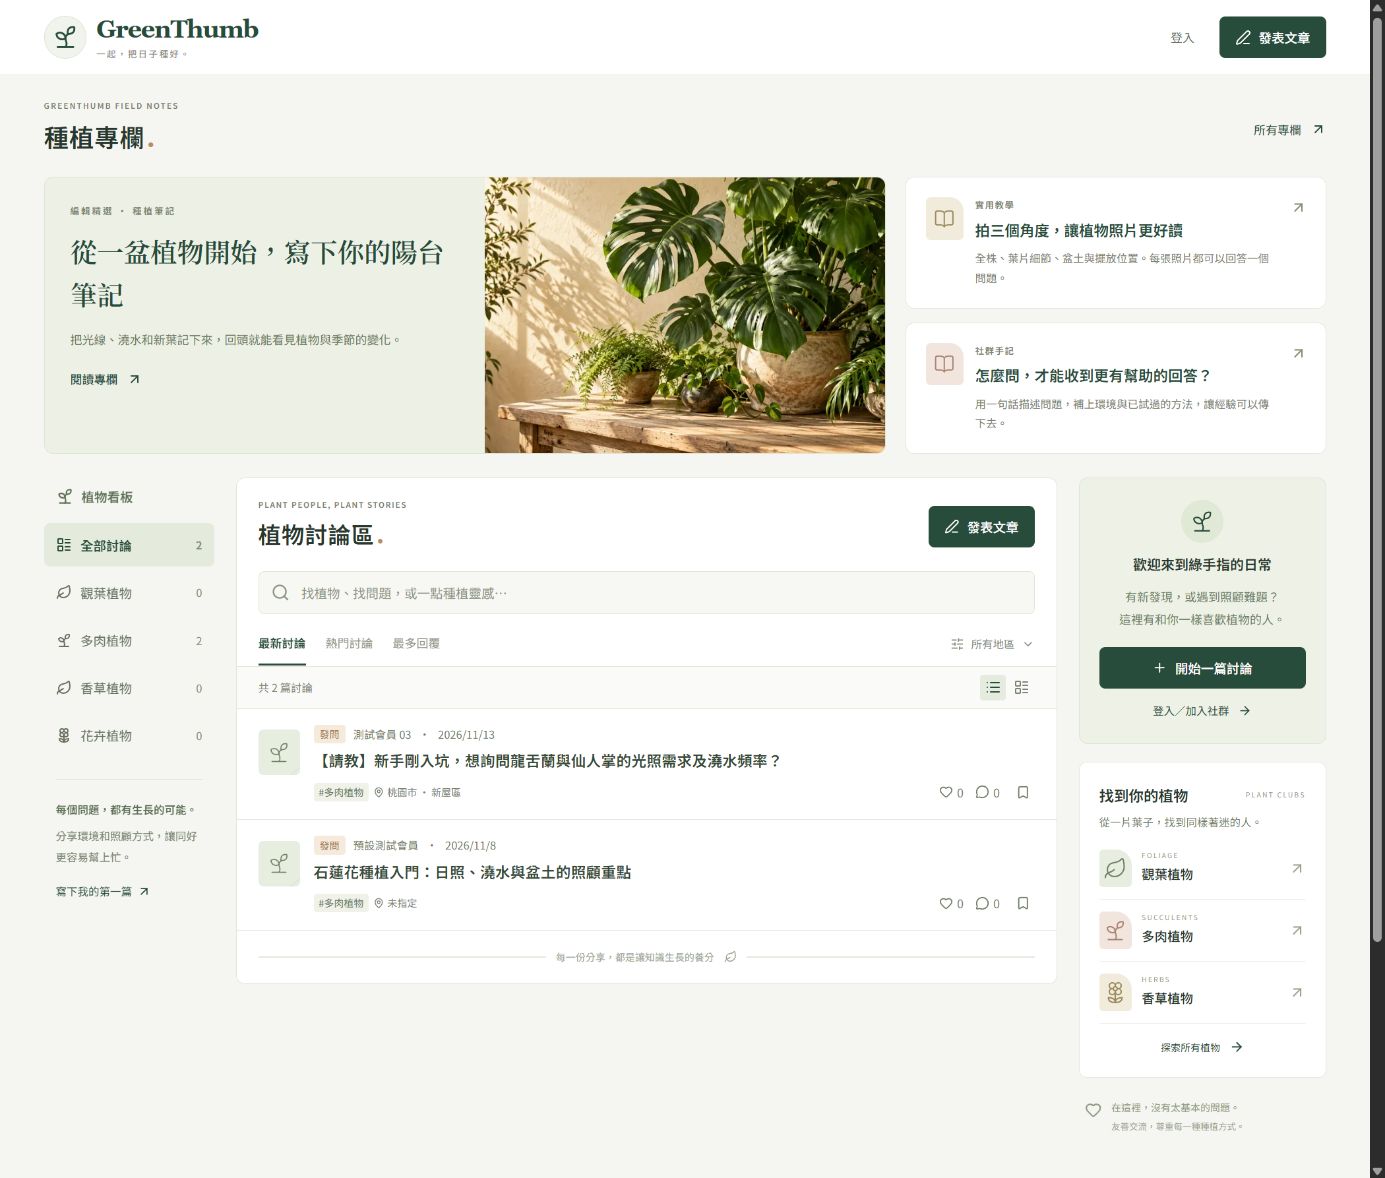 GreenThumb
一起，把日子種好。
登入
發表文章
GREENTHUMB FIELD NOTES
種植專欄.
所有專欄
編輯精選 • 種植筆記
從一盆植物開始，寫下你的陽台
筆記
把光線、澆水和新葉記下來，回頭就能看見植物與季節的變化。
閱讀專欄
實用教學
拍三個角度，讓植物照片更好讀
全株、葉片細節、盆土與擺放位置。每張照片都可以回答一個
問題。
社群手記
怎麼問，才能收到更有幫助的回答？
用一句話描述問題，補上環境與已試過的方法，讓經驗可以傳
下去。
植物看板
全部討論 2
觀葉植物 0
多肉植物 2
香草植物 0
花卉植物 0
每個問題，都有生長的可能。
分享環境和照顧方式，讓同好
更容易幫上忙。
寫下我的第一篇
PLANT PEOPLE, PLANT STORIES
植物討論區.
發表文章
找植物、找問題，或一點種植靈感…
最新討論 熱門討論 最多回覆
所有地區
共 2 篇討論
發問 測試會員 03 • 2026/11/13
【請教】新手剛入坑，想詢問龍舌蘭與仙人掌的光照需求及澆水頻率？
#多肉植物 桃園市 • 新屋區
0 0
發問 預設測試會員 • 2026/11/8
石蓮花種植入門：日照、澆水與盆土的照顧重點
#多肉植物 未指定
0 0
每一份分享，都是讓知識生長的養分
歡迎來到綠手指的日常
有新發現，或遇到照顧難題？
這裡有和你一樣喜歡植物的人。
開始一篇討論
登入／加入社群
找到你的植物
PLANT CLUBS
從一片葉子，找到同樣著迷的人。
FOLIAGE
觀葉植物
SUCCULENTS
多肉植物
HERBS
香草植物
探索所有植物
在這裡，沒有太基本的問題。
友善交流，尊重每一種種植方式。